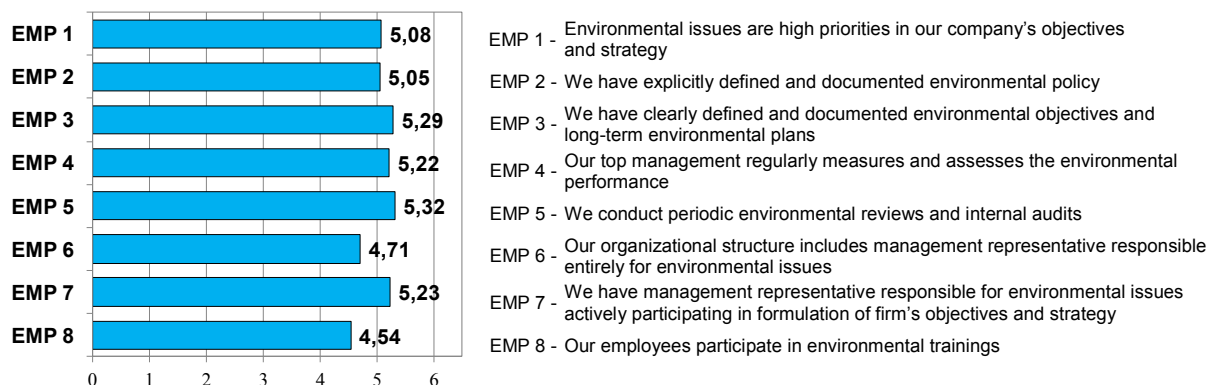 EMP 1 5,08
EMP 2 5,05
EMP 3 5,29
EMP 4 5,22
EMP 5 5,32
EMP 6 4,71
EMP 7 5,23
EMP 8 4,54
0 1 2 3 4 5 6
EMP 1 - Environmental issues are high priorities in our company’s objectives
and strategy
EMP 2 - We have explicitly defined and documented environmental policy
EMP 3 - We have clearly defined and documented environmental objectives and
long-term environmental plans
EMP 4 - Our top management regularly measures and assesses the environmental
performance
EMP 5 - We conduct periodic environmental reviews and internal audits
EMP 6 - Our organizational structure includes management representative responsible
entirely for environmental issues
EMP 7 - We have management representative responsible for environmental issues
actively participating in formulation of firm’s objectives and strategy
EMP 8 - Our employees participate in environmental trainings